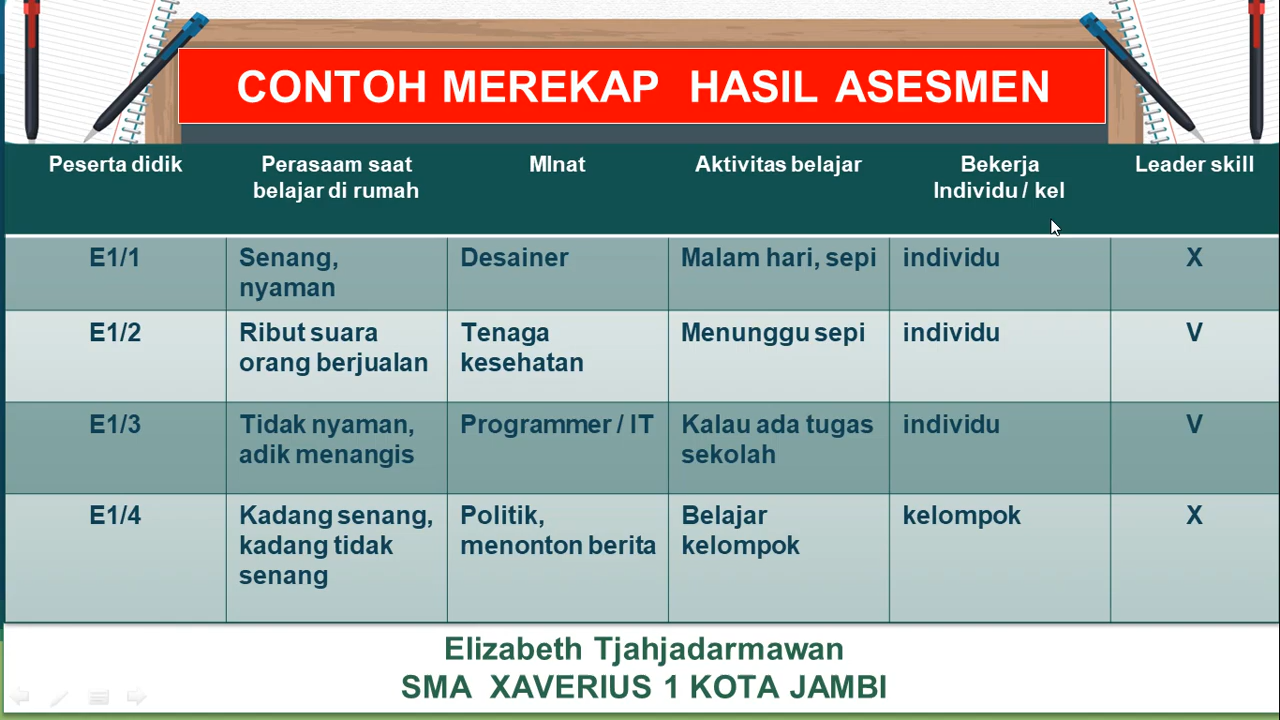 CONTOH MEREKAP HASIL ASESMEN
Peserta didik
Perasaam saat
belajar di rumah
MInat
Aktivitas belajar
Bekerja
Individu / kel
Leader skill
E1/1
Senang,
nyaman
Desainer
Malam hari, sepi
individu
X
E1/2
Ribut suara
orang berjualan
Tenaga
kesehatan
Menunggu sepi
individu
V
E1/3
Tidak nyaman,
adik menangis
Programmer / IT
Kalau ada tugas
sekolah
individu
V
E1/4
Kadang senang,
kadang tidak
senang
Politik,
menonton berita
Belajar
kelompok
kelompok
X
Elizabeth Tjahjadarmawan
SMA XAVERIUS 1 KOTA JAMBI